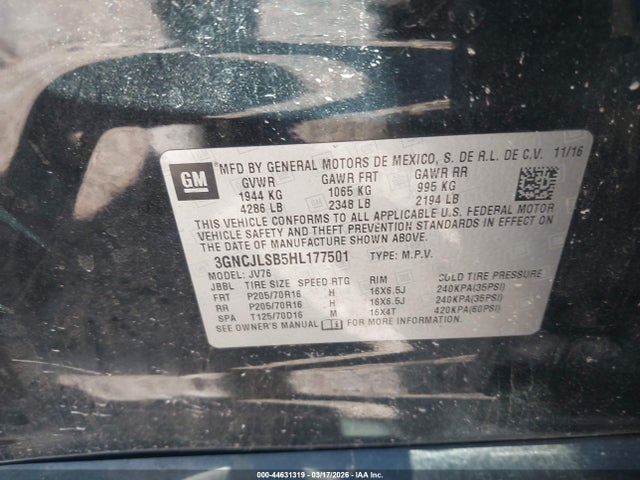 GM
MFD BY GENERAL MOTORS DE MEXICO, S. DE R.L. DE C.V. 11/16
GVWR GAWR FRT GAWR RR
1944 KG 1065 KG 995 KG
4286 LB 2348 LB 2194 LB
THIS VEHICLE CONFORMS TO ALL APPLICABLE U.S. FEDERAL MOTOR
VEHICLE SAFETY, BUMPER, AND THEFT PREVENTION STANDARDS IN EFFECT ON
THE DATE OF MANUFACTURE SHOWN ABOVE.
3GNCJLSB5HL177501 TYPE: M.P.V.
MODEL: JV76
JBBL TIRE SIZE SPEED RTG RIM COLD TIRE PRESSURE
FRT P205/70R16 H 16X6.5J 240KPA(35PSI)
RR P205/70R16 H 16X6.5J 240KPA(35PSI)
SPA T125/70D16 M 16X4T 420KPA(60PSI)
SEE OWNER'S MANUAL FOR MORE INFORMATION
000-44631319 - 03/17/2026 - IAAI Inc.